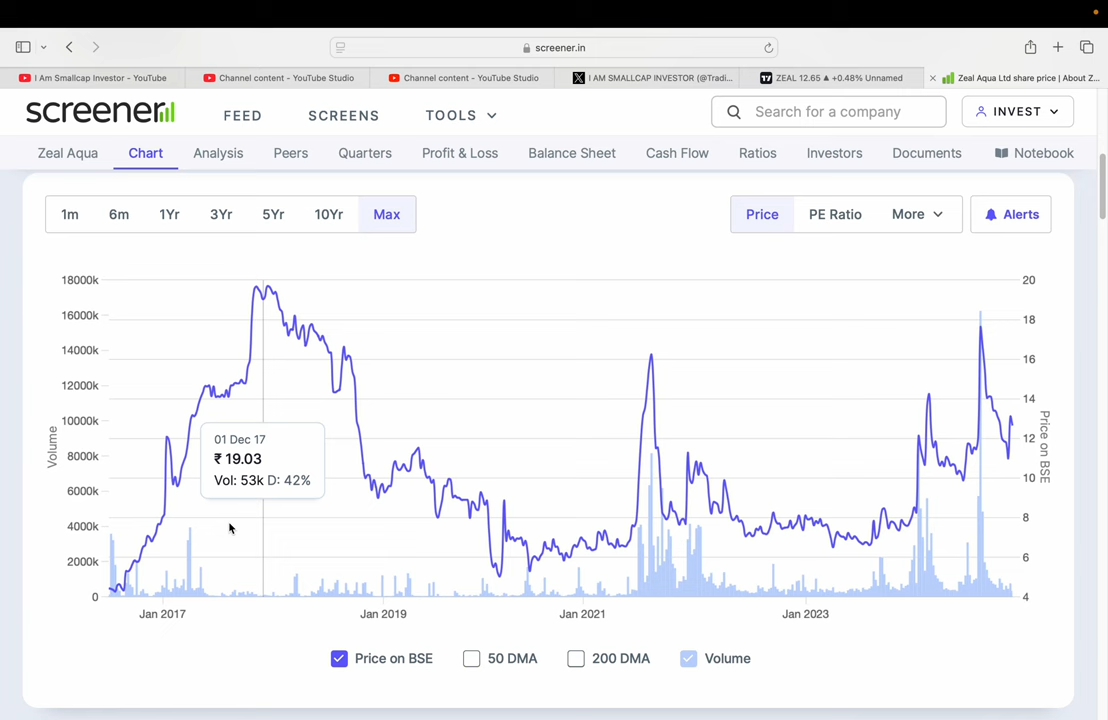 screener.in
I Am Smallcap Investor - YouTube
Channel content - YouTube Studio
Channel content - YouTube Studio
I AM SMALLCAP INVESTOR (@Tradi...
ZEAL 12.65 ▲ +0.48% Unnamed
Zeal Aqua Ltd share price | About Z...
screener
FEED
SCREENS
TOOLS
Search for a company
INVEST
Zeal Aqua
Chart
Analysis
Peers
Quarters
Profit & Loss
Balance Sheet
Cash Flow
Ratios
Investors
Documents
Notebook
1m
6m
1Yr
3Yr
5Yr
10Yr
Max
Price
PE Ratio
More
Alerts
18000k
16000k
14000k
12000k
10000k
8000k
6000k
4000k
2000k
0
Volume
01 Dec 17
₹ 19.03
Vol: 53k D: 42%
20
18
16
14
12
10
8
6
4
Price on BSE
Jan 2017
Jan 2019
Jan 2021
Jan 2023
Price on BSE
50 DMA
200 DMA
Volume